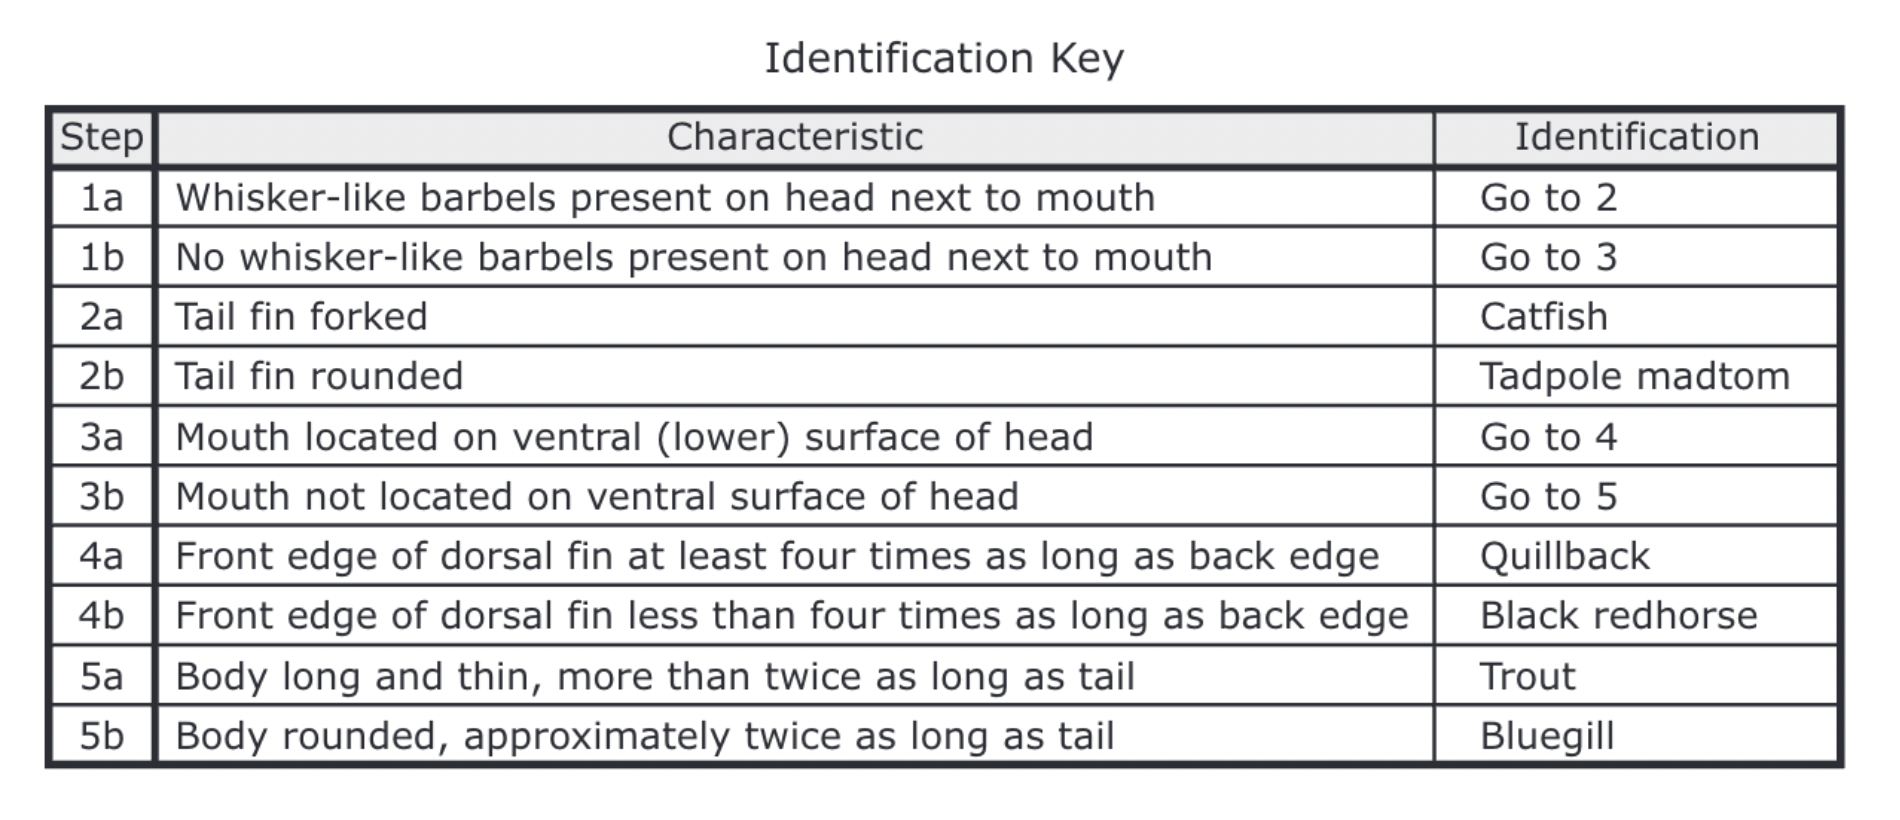 Identification Key
Step Characteristic Identification
1a Whisker-like barbels present on head next to mouth Go to 2
1b No whisker-like barbels present on head next to mouth Go to 3
2a Tail fin forked Catfish
2b Tail fin rounded Tadpole madtom
3a Mouth located on ventral (lower) surface of head Go to 4
3b Mouth not located on ventral surface of head Go to 5
4a Front edge of dorsal fin at least four times as long as back edge Quillback
4b Front edge of dorsal fin less than four times as long as back edge Black redhorse
5a Body long and thin, more than twice as long as tail Trout
5b Body rounded, approximately twice as long as tail Bluegill